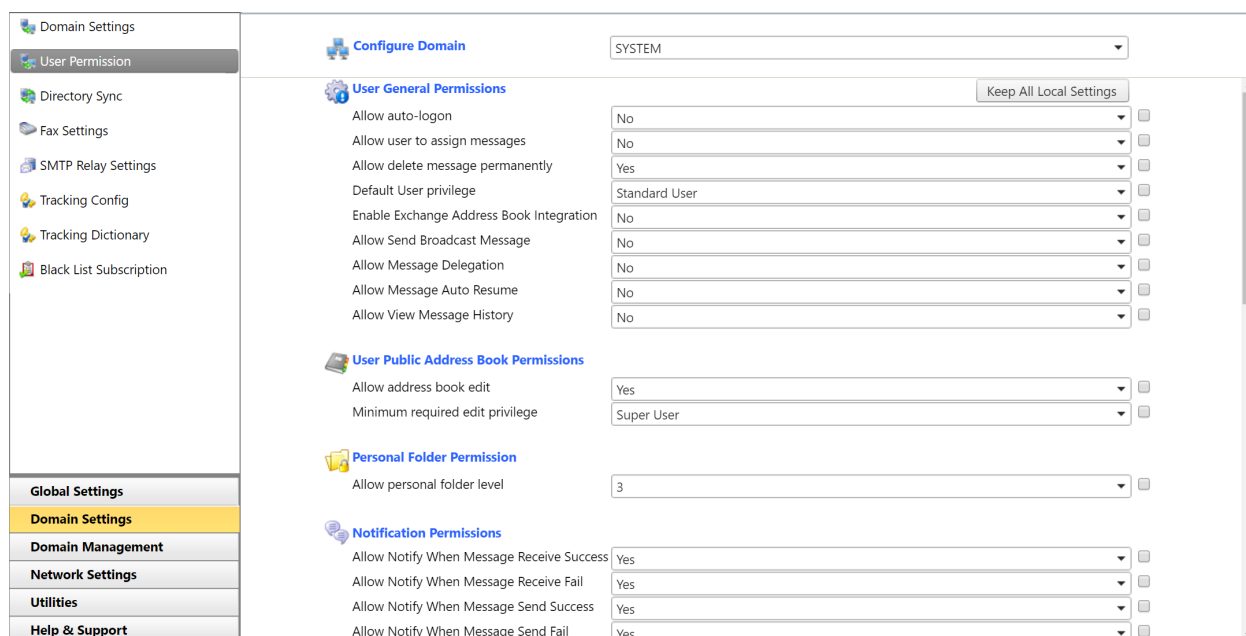 Domain Settings
User Permission
Directory Sync
Fax Settings
SMTP Relay Settings
Tracking Config
Tracking Dictionary
Black List Subscription
Global Settings
Domain Settings
Domain Management
Network Settings
Utilities
Help & Support
Configure Domain SYSTEM
User General Permissions Keep All Local Settings
Allow auto-logon No
Allow user to assign messages No
Allow delete message permanently Yes
Default User privilege Standard User
Enable Exchange Address Book Integration No
Allow Send Broadcast Message No
Allow Message Delegation No
Allow Message Auto Resume No
Allow View Message History No
User Public Address Book Permissions
Allow address book edit Yes
Minimum required edit privilege Super User
Personal Folder Permission
Allow personal folder level 3
Notification Permissions
Allow Notify When Message Receive Success Yes
Allow Notify When Message Receive Fail Yes
Allow Notify When Message Send Success Yes
Allow Notify When Message Send Fail Yes